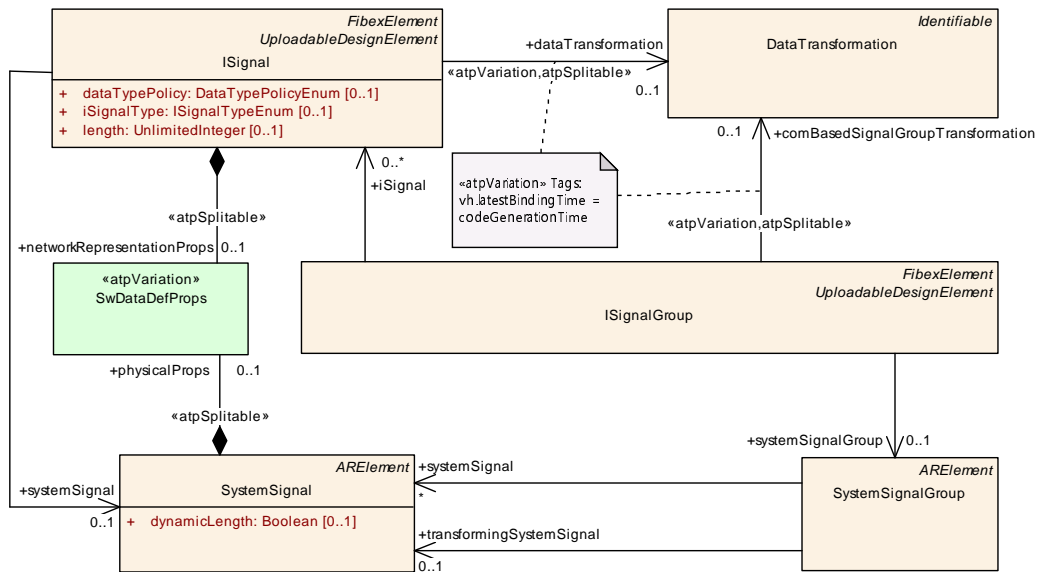 FibexElement
UploadableDesignElement
ISignal
+ dataTypePolicy: DataTypePolicyEnum [0..1]
+ iSignalType: ISignalTypeEnum [0..1]
+ length: UnlimitedInteger [0..1]
Identifiable
DataTransformation
+dataTransformation
«atpVariation,atpSplitable»
0..1
0..1
+comBasedSignalGroupTransformation
0..*
+iSignal
«atpVariation» Tags:
vh.latestBindingTime =
codeGenerationTime
«atpSplitable»
«atpVariation,atpSplitable»
+networkRepresentationProps
0..1
«atpVariation»
SwDataDefProps
FibexElement
UploadableDesignElement
ISignalGroup
+physicalProps
0..1
«atpSplitable»
+systemSignalGroup
0..1
ARElement
SystemSignal
+ dynamicLength: Boolean [0..1]
+systemSignal
0..1
+systemSignal
*
+transformingSystemSignal
0..1
ARElement
SystemSignalGroup